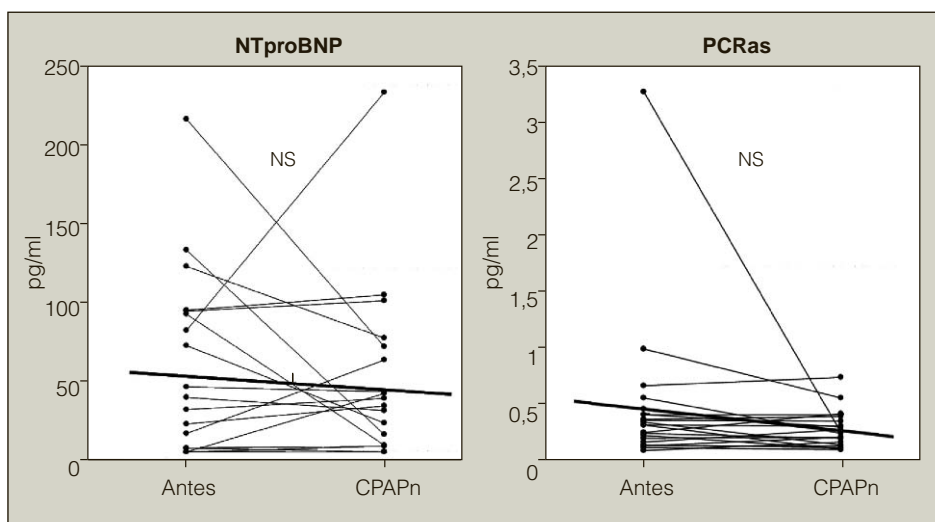 NTproBNP
250
200
150
100
50
0
pg/ml
NS
Antes
CPAPn
PCRas
3,5
3
2,5
2
1,5
1
0,5
0
pg/ml
NS
Antes
CPAPn